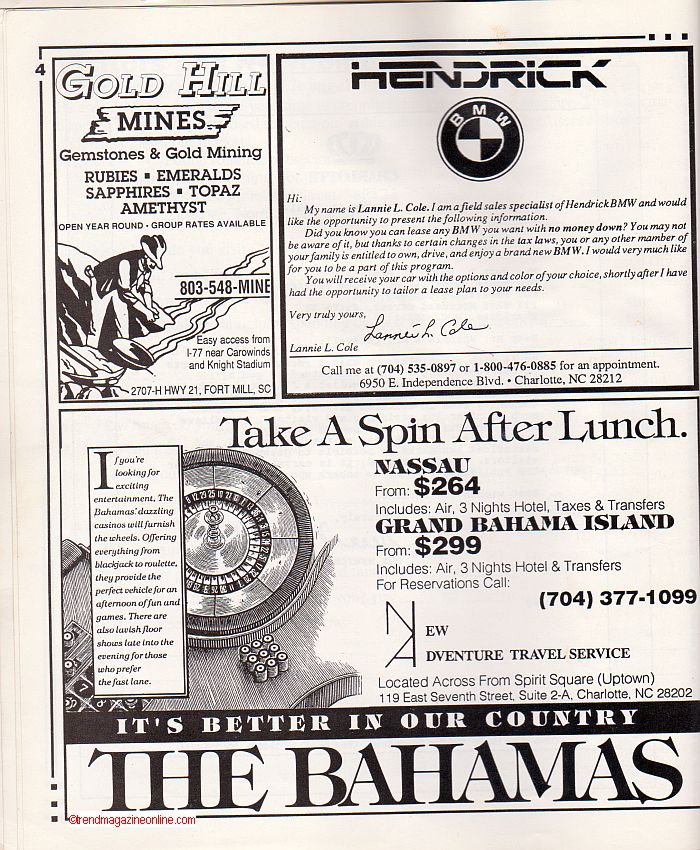 4
GOLD HILL
MINES
Gemstones & Gold Mining
RUBIES ▪ EMERALDS
SAPPHIRES ▪ TOPAZ
AMETHYST
OPEN YEAR ROUND · GROUP RATES AVAILABLE
803-548-MINE
Easy access from
I-77 near Carowinds
and Knight Stadium
2707-H HWY 21, FORT MILL, SC
HENDRICK
BMW
Hi:
My name is Lannie L. Cole. I am a field sales specialist of Hendrick BMW and would
like the opportunity to present the following information.
Did you know you can lease any BMW you want with no money down? You may not
be aware of it, but thanks to certain changes in the tax laws, you or any other mamber of
your family is entitled to own, drive, and enjoy a brand new BMW. I would very much like
for you to be a part of this program.
You will receive your car with the options and color of your choice, shortly after I have
had the opportunity to tailor a lease plan to your needs.
Very truly yours,
Lannie L. Cole
Lannie L. Cole
Call me at (704) 535-0897 or 1-800-476-0885 for an appointment.
6950 E. Independence Blvd. • Charlotte, NC 28212
Take A Spin After Lunch.
If you're
looking for
exciting
entertainment, The
Bahamas' dazzling
casinos will furnish
the wheels. Offering
everything from
blackjack to roulette,
they provide the
perfect vehicle for an
afternoon of fun and
games. There are
also lavish floor
shows late into the
evening for those
who prefer
the fast lane.
NASSAU
From: $264
Includes: Air, 3 Nights Hotel, Taxes & Transfers
GRAND BAHAMA ISLAND
From: $299
Includes: Air, 3 Nights Hotel & Transfers
For Reservations Call:
(704) 377-1099
NEW
ADVENTURE TRAVEL SERVICE
Located Across From Spirit Square (Uptown)
119 East Seventh Street, Suite 2-A, Charlotte, NC 28202
IT'S BETTER IN OUR COUNTRY
THE BAHAMAS
©trendmagazineonline.com